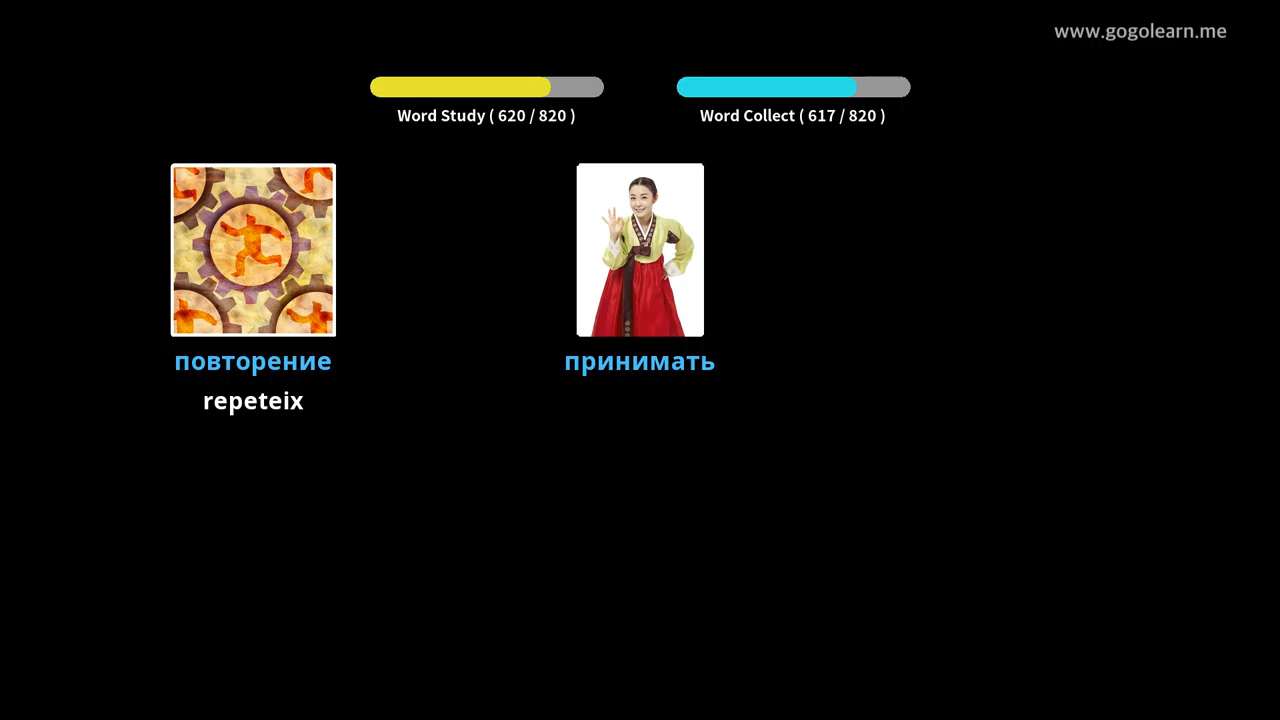 www.gogolearn.me
Word Study ( 620 / 820 )
Word Collect ( 617 / 820 )
повторение
принимать
repeteix